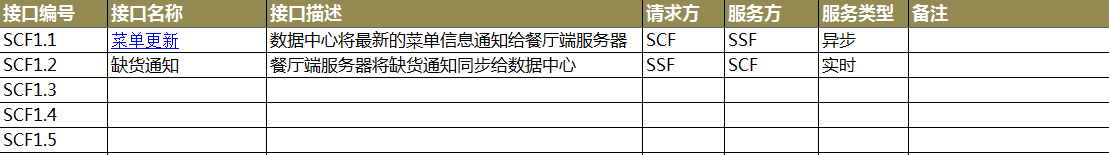 接口编号 接口名称 接口描述 请求方 服务方 服务类型 备注
SCF1.1 菜单更新 数据中心将最新的菜单信息通知给餐厅端服务器 SCF SSF 异步
SCF1.2 缺货通知 餐厅端服务器将缺货通知同步给数据中心 SSF SCF 实时
SCF1.3
SCF1.4
SCF1.5